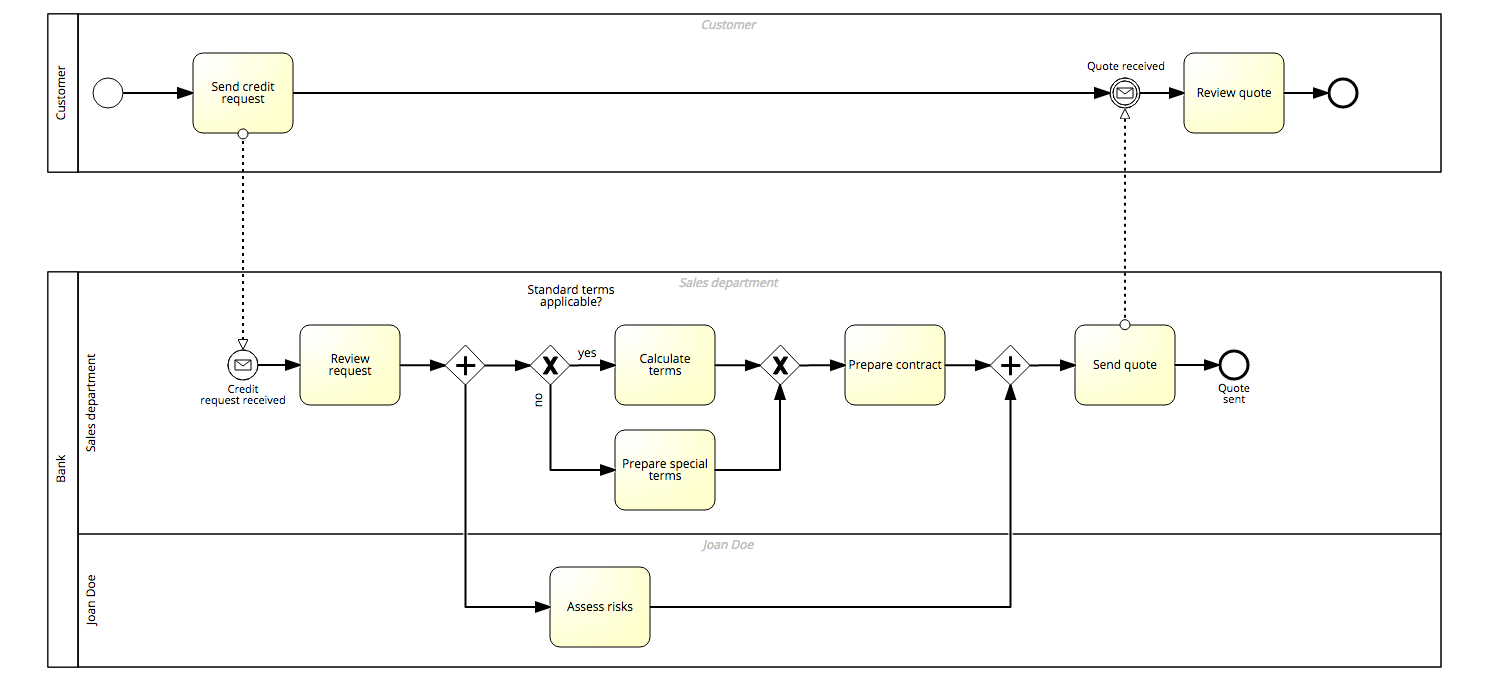 Customer
Customer
Send credit
request
Quote received
Review quote
Bank
Sales department
Sales department
Standard terms
applicable?
Credit
request received
Review
request
X
yes
no
Calculate
terms
Prepare special
terms
X
Prepare contract
Send quote
Quote
sent
Joan Doe
Joan Doe
Assess risks